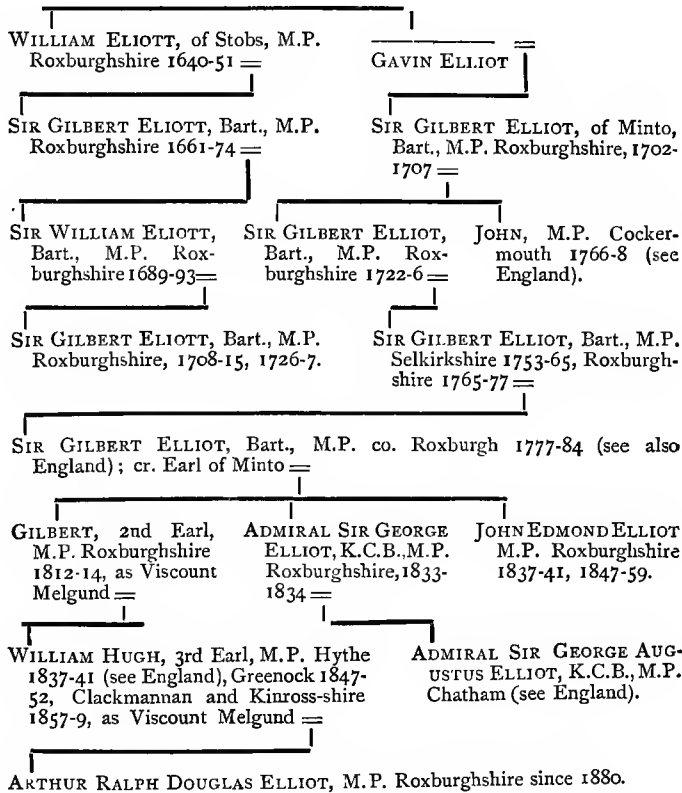 WILLIAM ELIOTT, of Stobs, M.P.
Roxburghshire 1640-51 =
GAVIN ELLIOT
=
SIR GILBERT ELIOTT, Bart., M.P.
Roxburghshire 1661-74 =
SIR GILBERT ELLIOT, of Minto,
Bart., M.P. Roxburghshire, 1702-
1707 =
SIR WILLIAM ELIOTT,
Bart., M.P. Rox-
burghshire 1689-93=
SIR GILBERT ELLIOT,
Bart., M.P. Rox-
burghshire 1722-6 =
JOHN, M.P. Cocker-
mouth 1766-8 (see
England).
SIR GILBERT ELIOTT, Bart., M.P.
Roxburghshire, 1708-15, 1726-7.
SIR GILBERT ELLIOT, Bart., M.P.
Selkirkshire 1753-65, Roxburgh-
shire 1765-77 =
SIR GILBERT ELLIOT, Bart., M.P. co. Roxburgh 1777-84 (see also
England); cr. Earl of Minto =
GILBERT, 2nd Earl,
M.P. Roxburghshire
1812-14, as Viscount
Melgund =
ADMIRAL SIR GEORGE
ELLIOT, K.C.B., M.P.
Roxburghshire, 1833-
1834 =
JOHN EDMOND ELLIOT
M.P. Roxburghshire
1837-41, 1847-59.
WILLIAM HUGH, 3rd Earl, M.P. Hythe
1837-41 (see England), Greenock 1847-
52, Clackmannan and Kinross-shire
1857-9, as Viscount Melgund =
ADMIRAL SIR GEORGE AUG-
USTUS ELLIOT, K.C.B., M.P.
Chatham (see England).
ARTHUR RALPH DOUGLAS ELLIOT, M.P. Roxburghshire since 1880.